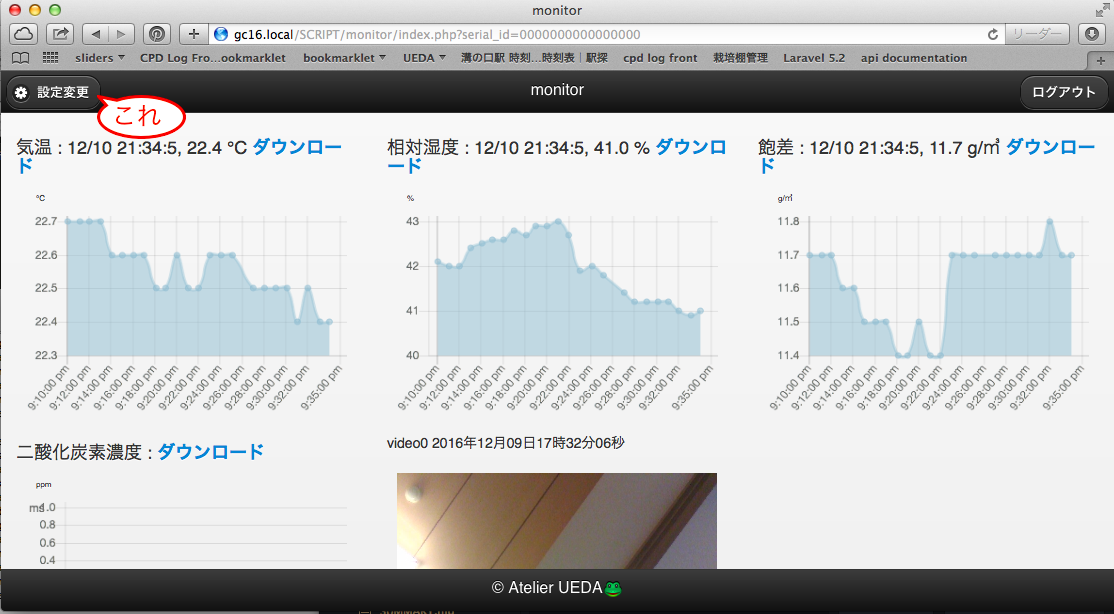 monitor
gc16.local/SCRIPT/monitor/index.php?serial_id=0000000000000000
リーダー
sliders ▼ CPD Log Fro...ookmarklet bookmarklet ▼ UEDA ▼ 溝の口駅 時刻...時刻表｜駅探 cpd log front 栽培棚管理 Laravel 5.2 api documentation
設定変更
monitor
ログアウト
これ
気温 : 12/10 21:34:5, 22.4 °C ダウンロー
ド
℃
22.7
22.6
22.5
22.4
22.3
9:10:00 pm
9:12:00 pm
9:14:00 pm
9:16:00 pm
9:18:00 pm
9:20:00 pm
9:22:00 pm
9:24:00 pm
9:26:00 pm
9:28:00 pm
9:30:00 pm
9:32:00 pm
9:35:00 pm
相対湿度 : 12/10 21:34:5, 41.0 % ダウンロ
ード
%
43
42
41
40
9:10:00 pm
9:12:00 pm
9:14:00 pm
9:16:00 pm
9:18:00 pm
9:20:00 pm
9:22:00 pm
9:24:00 pm
9:26:00 pm
9:28:00 pm
9:30:00 pm
9:32:00 pm
9:35:00 pm
飽差 : 12/10 21:34:5, 11.7 g/㎥ ダウンロー
ド
g/㎥
11.8
11.7
11.6
11.5
11.4
9:10:00 pm
9:12:00 pm
9:14:00 pm
9:16:00 pm
9:18:00 pm
9:20:00 pm
9:22:00 pm
9:24:00 pm
9:26:00 pm
9:28:00 pm
9:30:00 pm
9:32:00 pm
9:35:00 pm
二酸化炭素濃度 : ダウンロード
ppm
1.0
0.8
0.6
0.4
video0 2016年12月09日17時32分06秒
© Atelier UEDA🐸